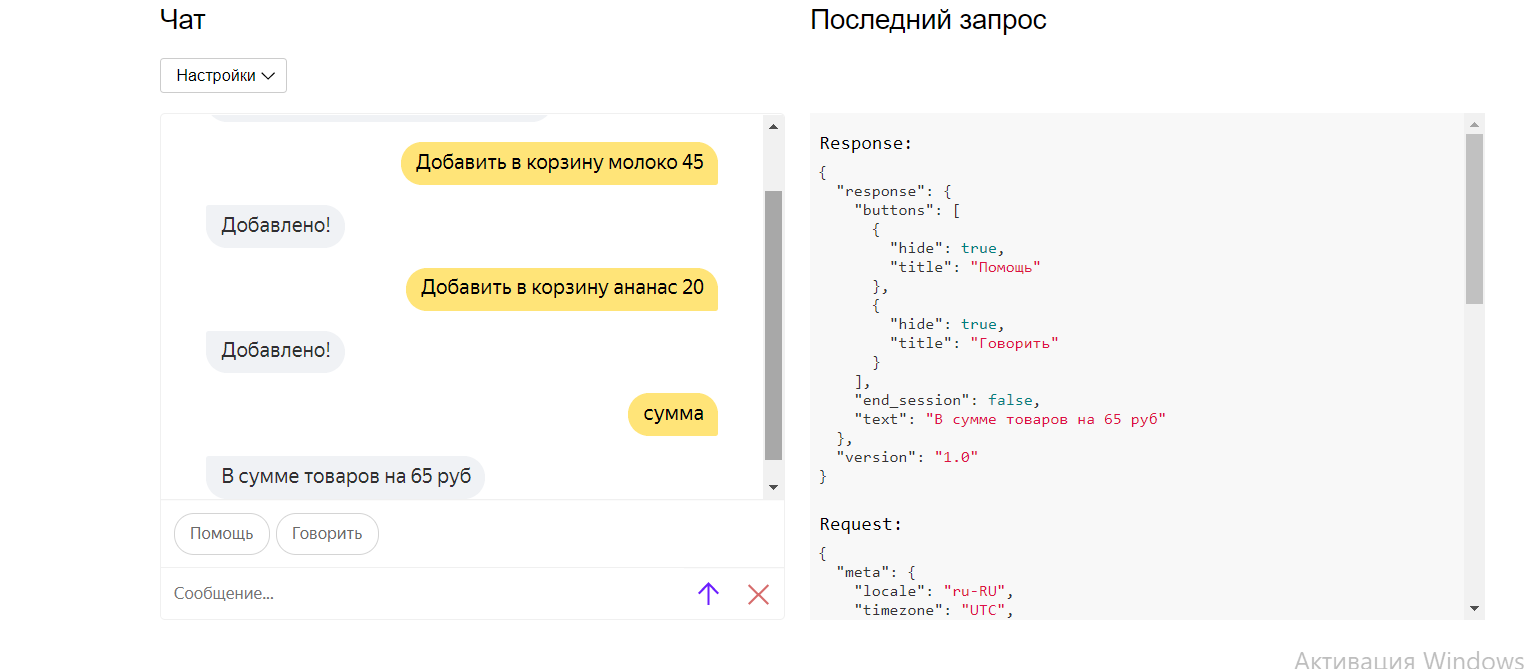 Чат
Настройки
Добавить в корзину молоко 45
Добавлено!
Добавить в корзину ананас 20
Добавлено!
сумма
В сумме товаров на 65 руб
Помощь
Говорить
Сообщение...
Последний запрос
Response:
{
"response": {
"buttons": [
{
"hide": true,
"title": "Помощь"
},
{
"hide": true,
"title": "Говорить"
}
],
"end_session": false,
"text": "В сумме товаров на 65 руб"
},
"version": "1.0"
}
Request:
{
"meta": {
"locale": "ru-RU",
"timezone": "UTC",
Активация Windows